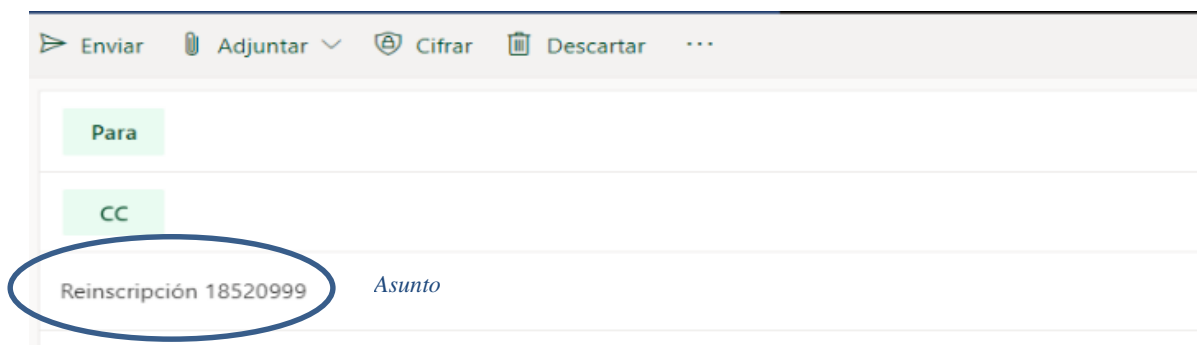 Enviar Adjuntar Cifrar Descartar ...
Para
CC
Reinscripción 18520999 Asunto